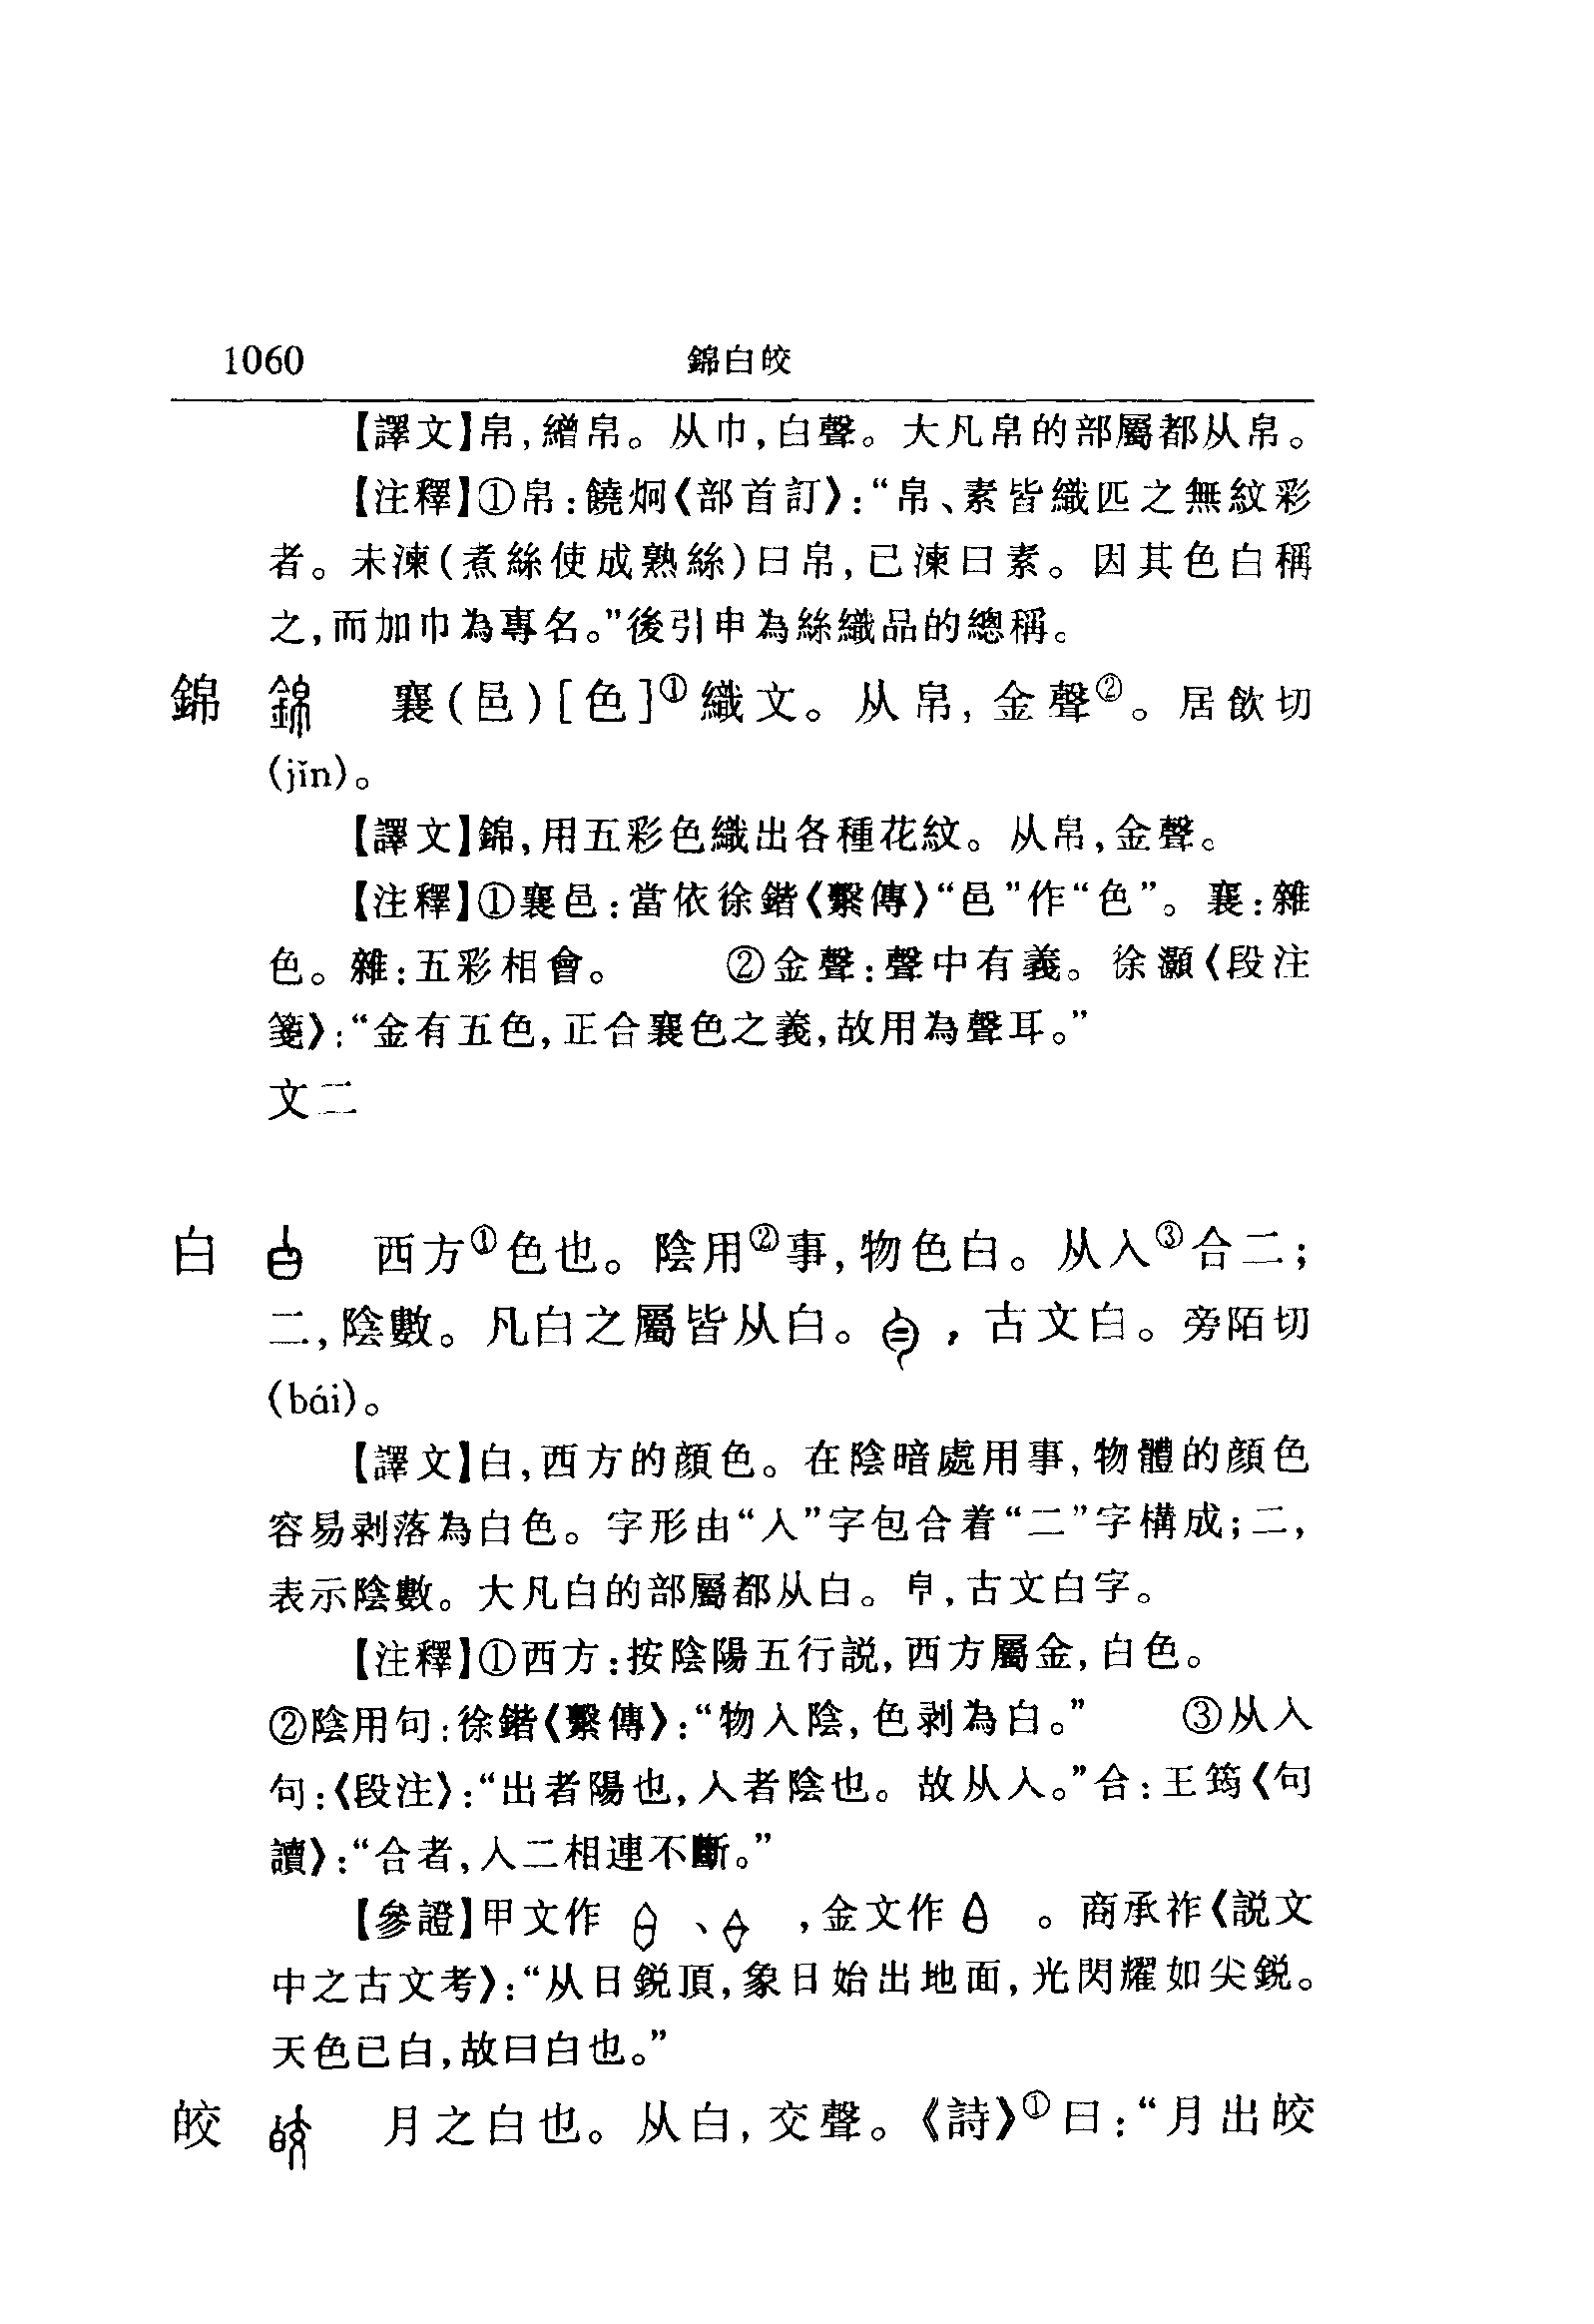 1060 錦白皎
【譯文】帛,繒帛。从巾,白聲。大凡帛的部屬都从帛。
【注釋】①帛:饒炯《部首訂》:“帛、素皆織匹之無紋彩
者。未湅(煮絲使成熟絲)曰帛,已湅曰素。因其色白稱
之,而加巾為專名。”後引申為絲織品的總稱。
錦 錦 襄(邑)[色]①織文。从帛,金聲②。居飲切
(jǐn)。
【譯文】錦,用五彩色織出各種花紋。从帛,金聲。
【注釋】①襄邑:當依徐鍇《繫傳》“邑”作“色”。襄:雜
色。雜:五彩相會。 ②金聲:聲中有義。徐灝《段注
箋》:“金有五色,正合襄色之義,故用為聲耳。”
文二
白 白 西方①色也。陰用②事,物色白。从入③合二;
二,陰數。凡白之屬皆从白。,古文白。旁陌切
(bái)。
【譯文】白,西方的顏色。在陰暗處用事,物體的顏色
容易剥落為白色。字形由“入”字包合着“二”字構成;二,
表示陰數。大凡白的部屬都从白。,古文白字。
【注釋】①西方:按陰陽五行説,西方屬金,白色。
②陰用句:徐鍇《繫傳》:“物入陰,色剥為白。” ③从入
句:《段注》:“出者陽也,入者陰也。故从入。”合:王筠《句
讀》:“合者,入二相連不斷。”
【參證】甲文作 、 ,金文作 。商承祚《説文
中之古文考》:“从日鋭頂,象日始出地面,光閃耀如尖鋭。
天色已白,故曰白也。”
皎 皎 月之白也。从白,交聲。《詩》①曰:“月出皎